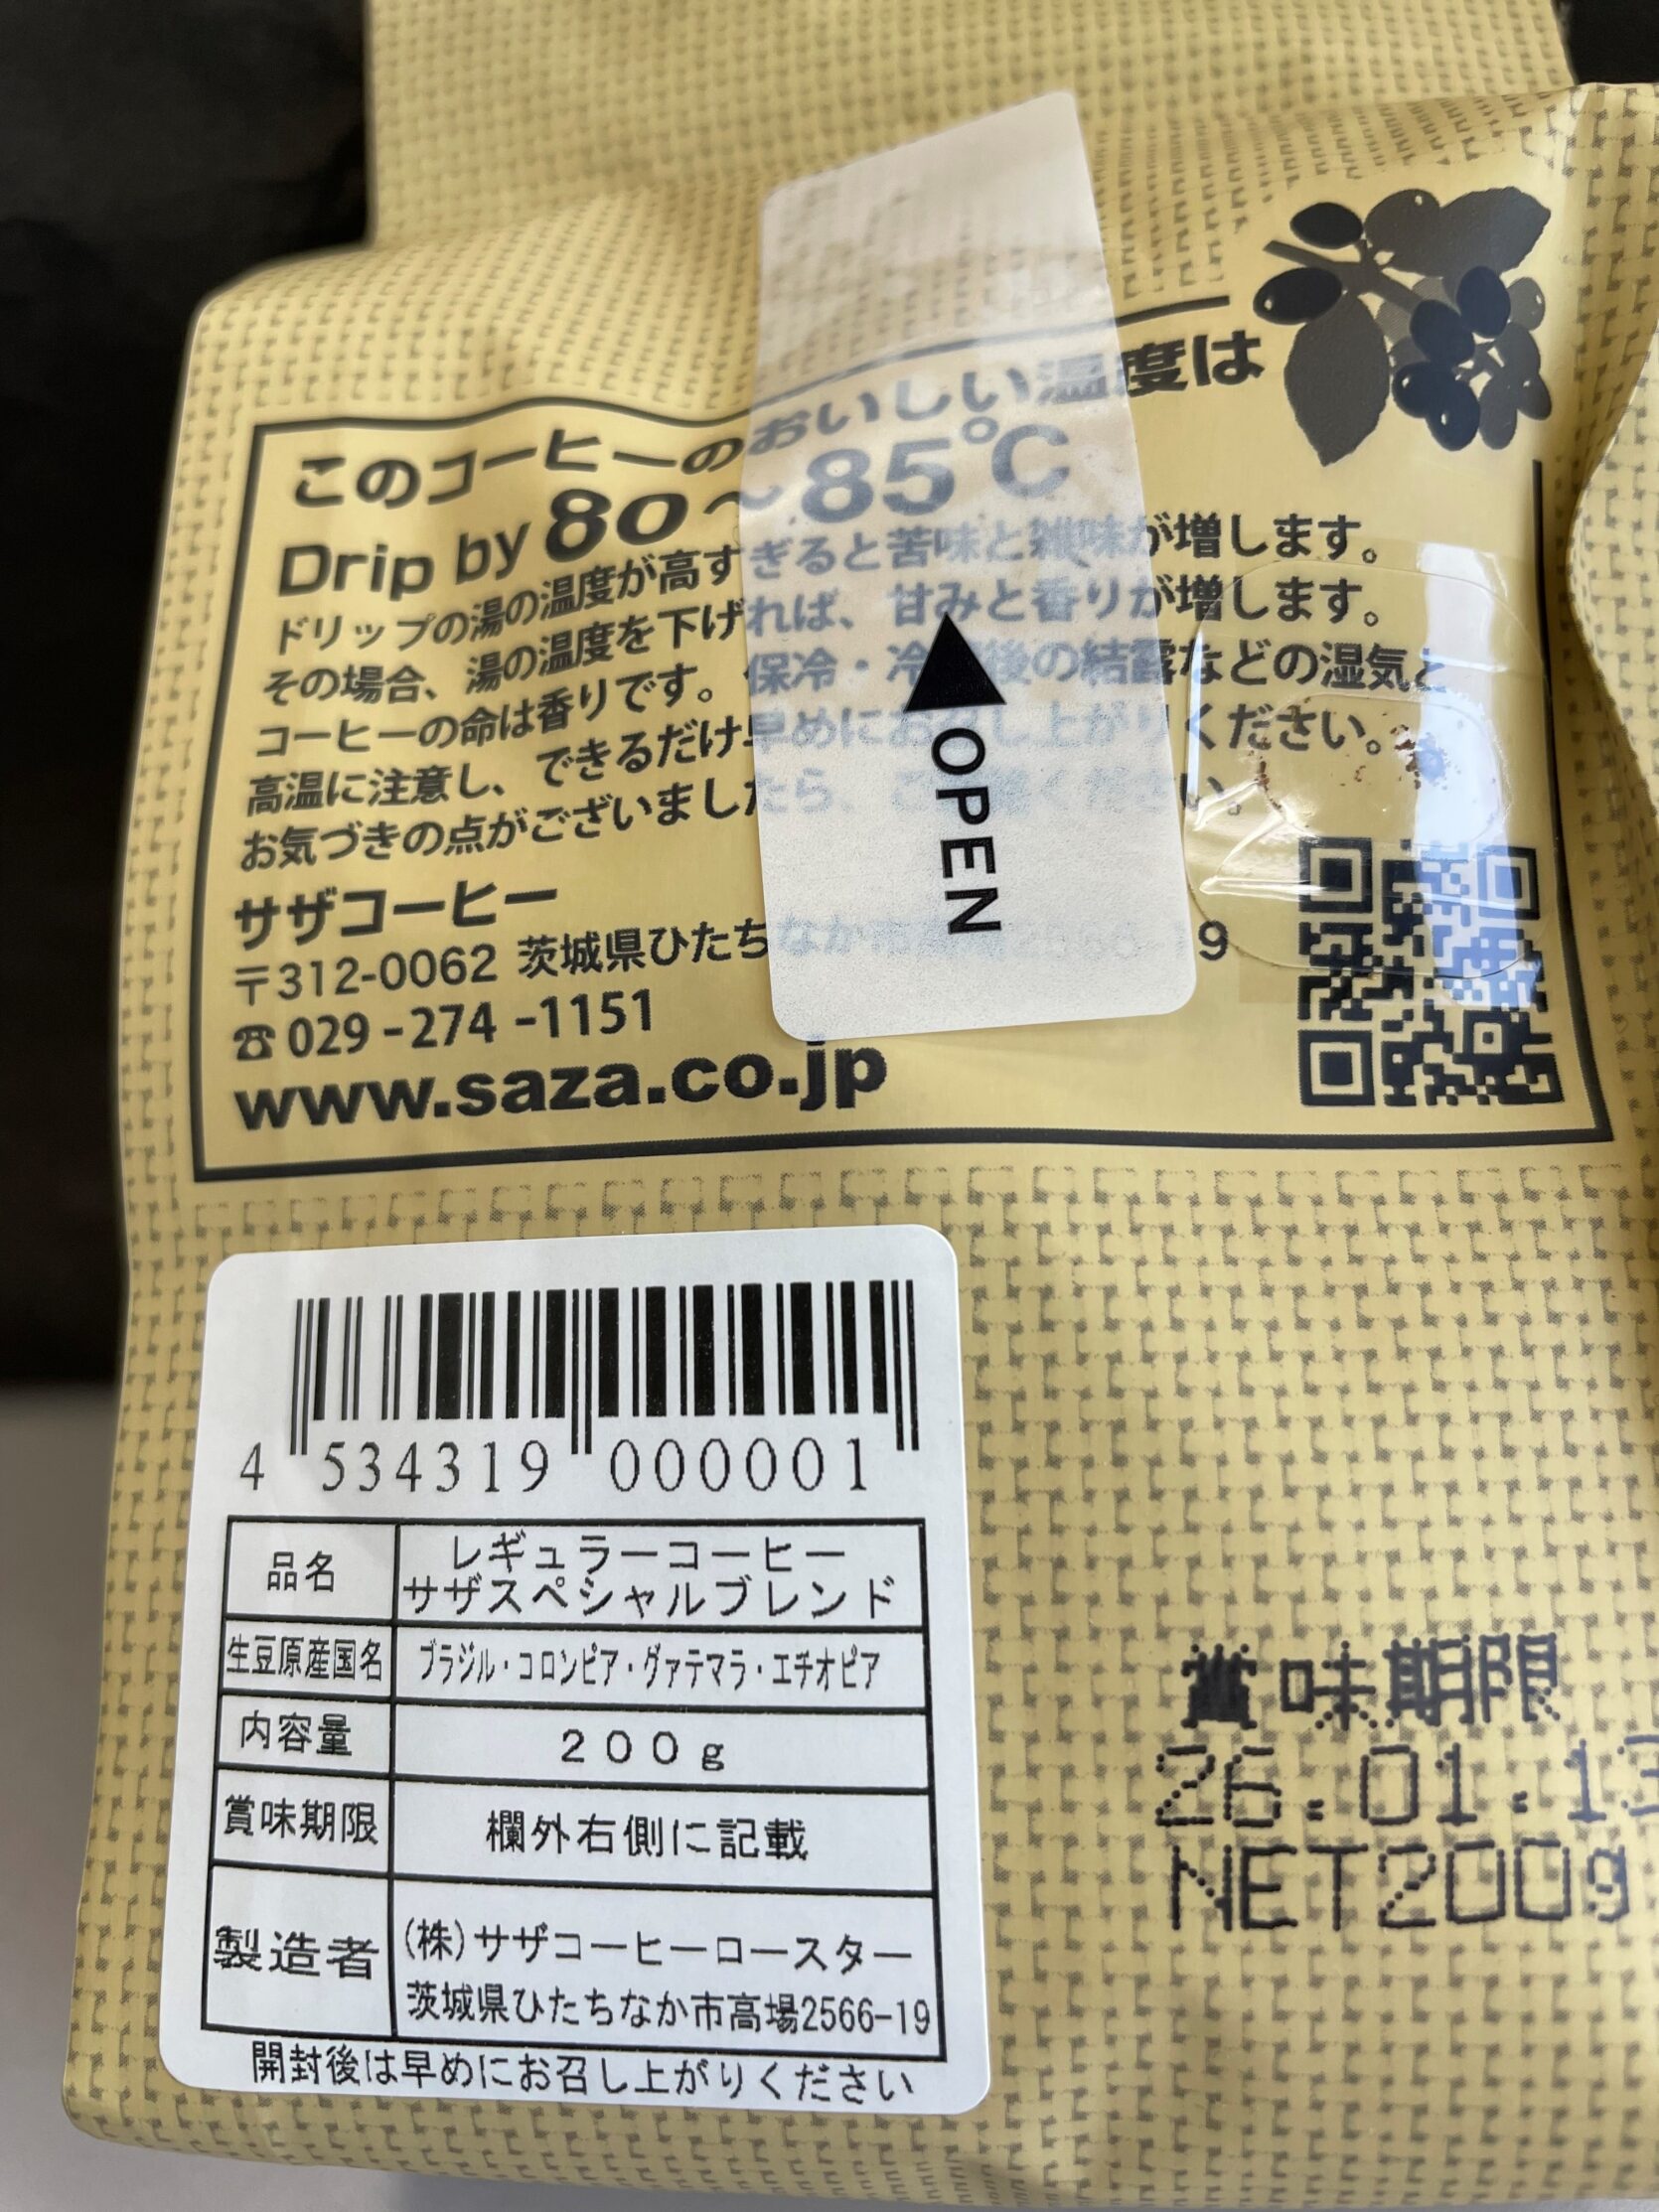 このコーヒーのおいしい温度は
Drip by 80～85℃
ドリップの湯の温度が高すぎると苦味と雑味が増します。
その場合、湯の温度を下げれば、甘みと香りが増します。
コーヒーの命は香りです。保冷・冷後の結露などの湿気と
高温に注意し、できるだけ早めにお召し上がりください。
お気づきの点がございましたら、ください。
サザコーヒー
〒312-0062 茨城県ひたちなか市9
☎029-274-1151
www.saza.co.jp
▲OPEN
4 534319 000001
品名 レギュラーコーヒー
サザスペシャルブレンド
生豆原産国名 ブラジル・コロンビア・グァテマラ・エチオピア
内容量 200g
賞味期限 欄外右側に記載
製造者 (株)サザコーヒーロースター
茨城県ひたちなか市高場2566-19
開封後は早めにお召し上がりください
賞味期限
26.01.13
NET200g